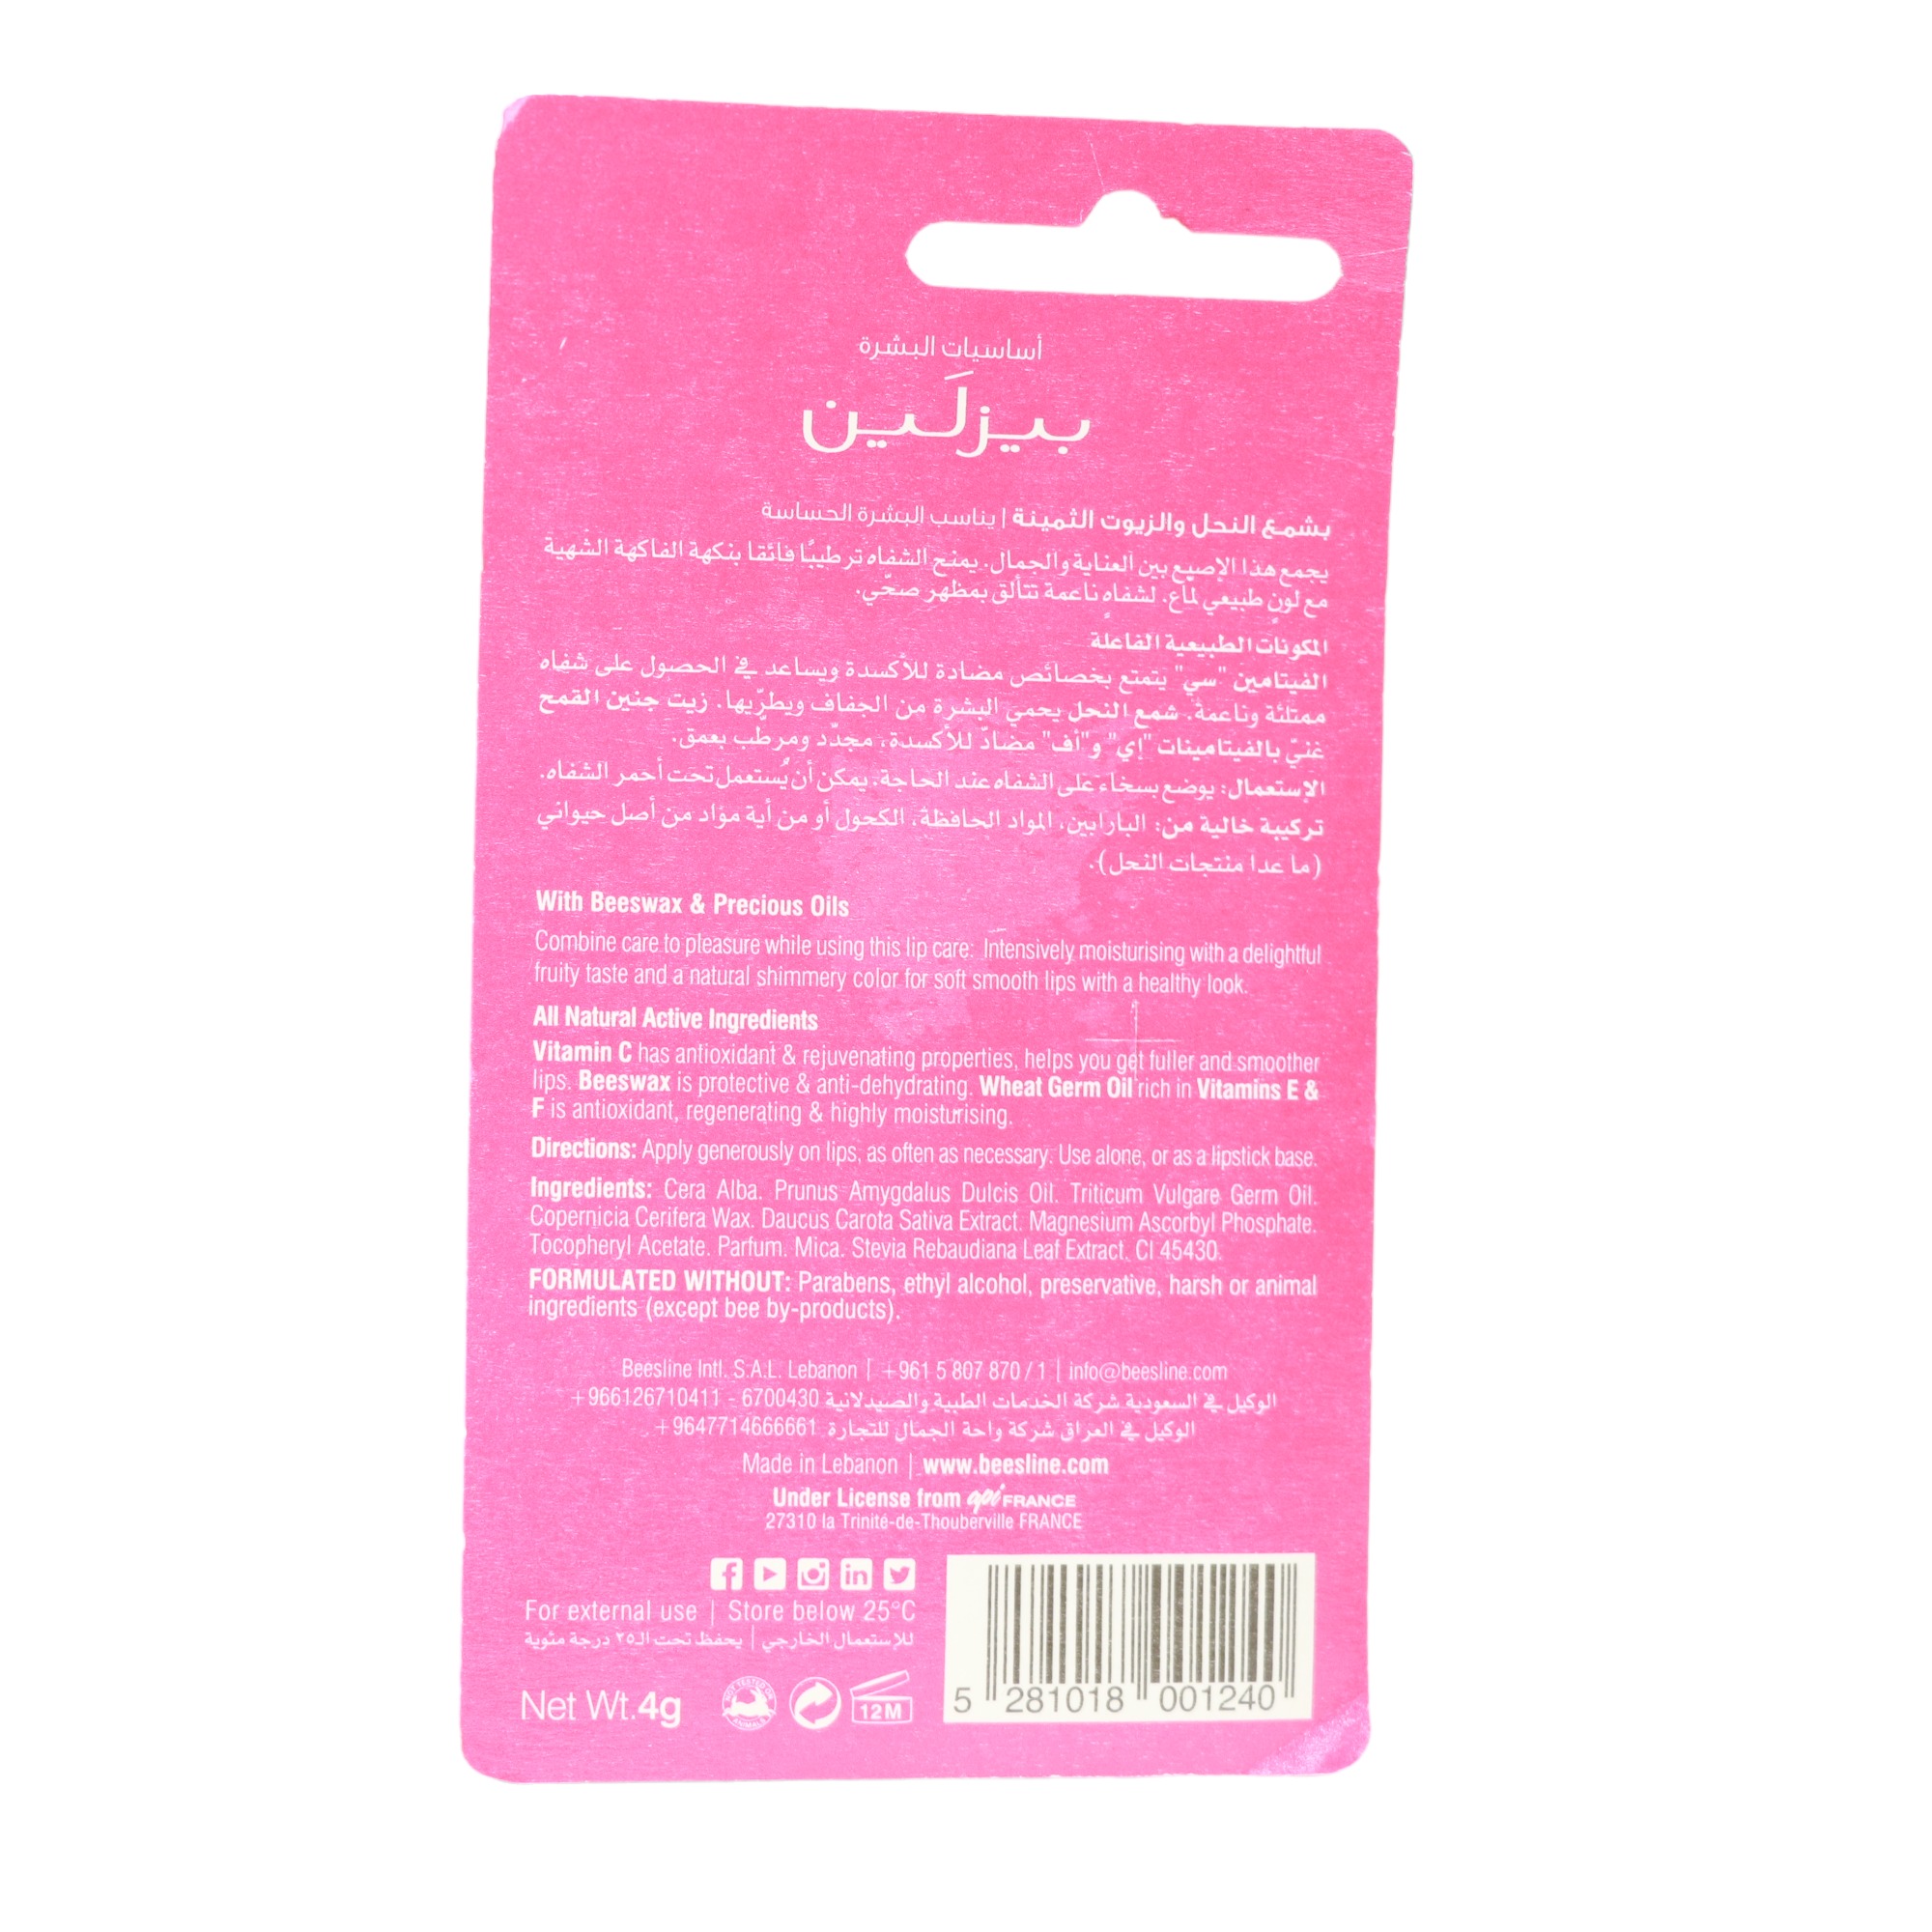 أساسيات البشرة
بيزلَين
بشمع النحل والزيوت الثمينة | يناسب البشرة الحساسة
يجمع هذا الإصبع بين العناية والجمال. يمنح الشفاه ترطيبًا فائقا بنكهة الفاكهة الشهية
مع لونٍ طبيعي لمّاع. لشفاهٍ ناعمة تتألق بمظهر صحّي.
المكونات الطبيعية الفاعلة
الفيتامين "سي" يتمتع بخصائص مضادة للأكسدة ويساعد في الحصول على شفاه
ممتلئة وناعمة. شمع النحل يحمي البشرة من الجفاف ويطرّيها. زيت جنين القمح
غنيّ بالفيتامينات "إي" و"أف" مضادّ للأكسدة، مجدّد ومرطّب بعمق.
الإستعمال: يوضع بسخاء على الشفاه عند الحاجة. يمكن أن يُستعمل تحت أحمر الشفاه.
تركيبة خالية من: البارابين، المواد الحافظة، الكحول أو من أية مؤاد من أصل حيواني
(ما عدا منتجات النحل).
With Beeswax & Precious Oils
Combine care to pleasure while using this lip care: Intensively moisturising with a delightful
fruity taste and a natural shimmery color for soft smooth lips with a healthy look.
All Natural Active Ingredients
Vitamin C has antioxidant & rejuvenating properties, helps you get fuller and smoother
lips. Beeswax is protective & anti-dehydrating. Wheat Germ Oil rich in Vitamins E &
F is antioxidant, regenerating & highly moisturising.
Directions: Apply generously on lips, as often as necessary. Use alone, or as a lipstick base.
Ingredients: Cera Alba. Prunus Amygdalus Dulcis Oil. Triticum Vulgare Germ Oil.
Copernicia Cerifera Wax. Daucus Carota Sativa Extract. Magnesium Ascorbyl Phosphate.
Tocopheryl Acetate. Parfum. Mica. Stevia Rebaudiana Leaf Extract. CI 45430.
FORMULATED WITHOUT: Parabens, ethyl alcohol, preservative, harsh or animal
ingredients (except bee by-products).
Beesline Intl. S.A.L. Lebanon | +961 5 807 870 / 1 | info@beesline.com
الوكيل في السعودية شركة الخدمات الطبية والصيدلانية 6700430 - 966126710411+
الوكيل في العراق شركة واحة الجمال للتجارة 9647714666661+
Made in Lebanon | www.beesline.com
Under License from api FRANCE
27310 la Trinité-de-Thouberville FRANCE
For external use | Store below 25°C
للإستعمال الخارجي | يحفظ تحت الـ٢٥ درجة مئوية
Net Wt.4g
NOT TESTED ON ANIMALS
12M
5 281018 001240